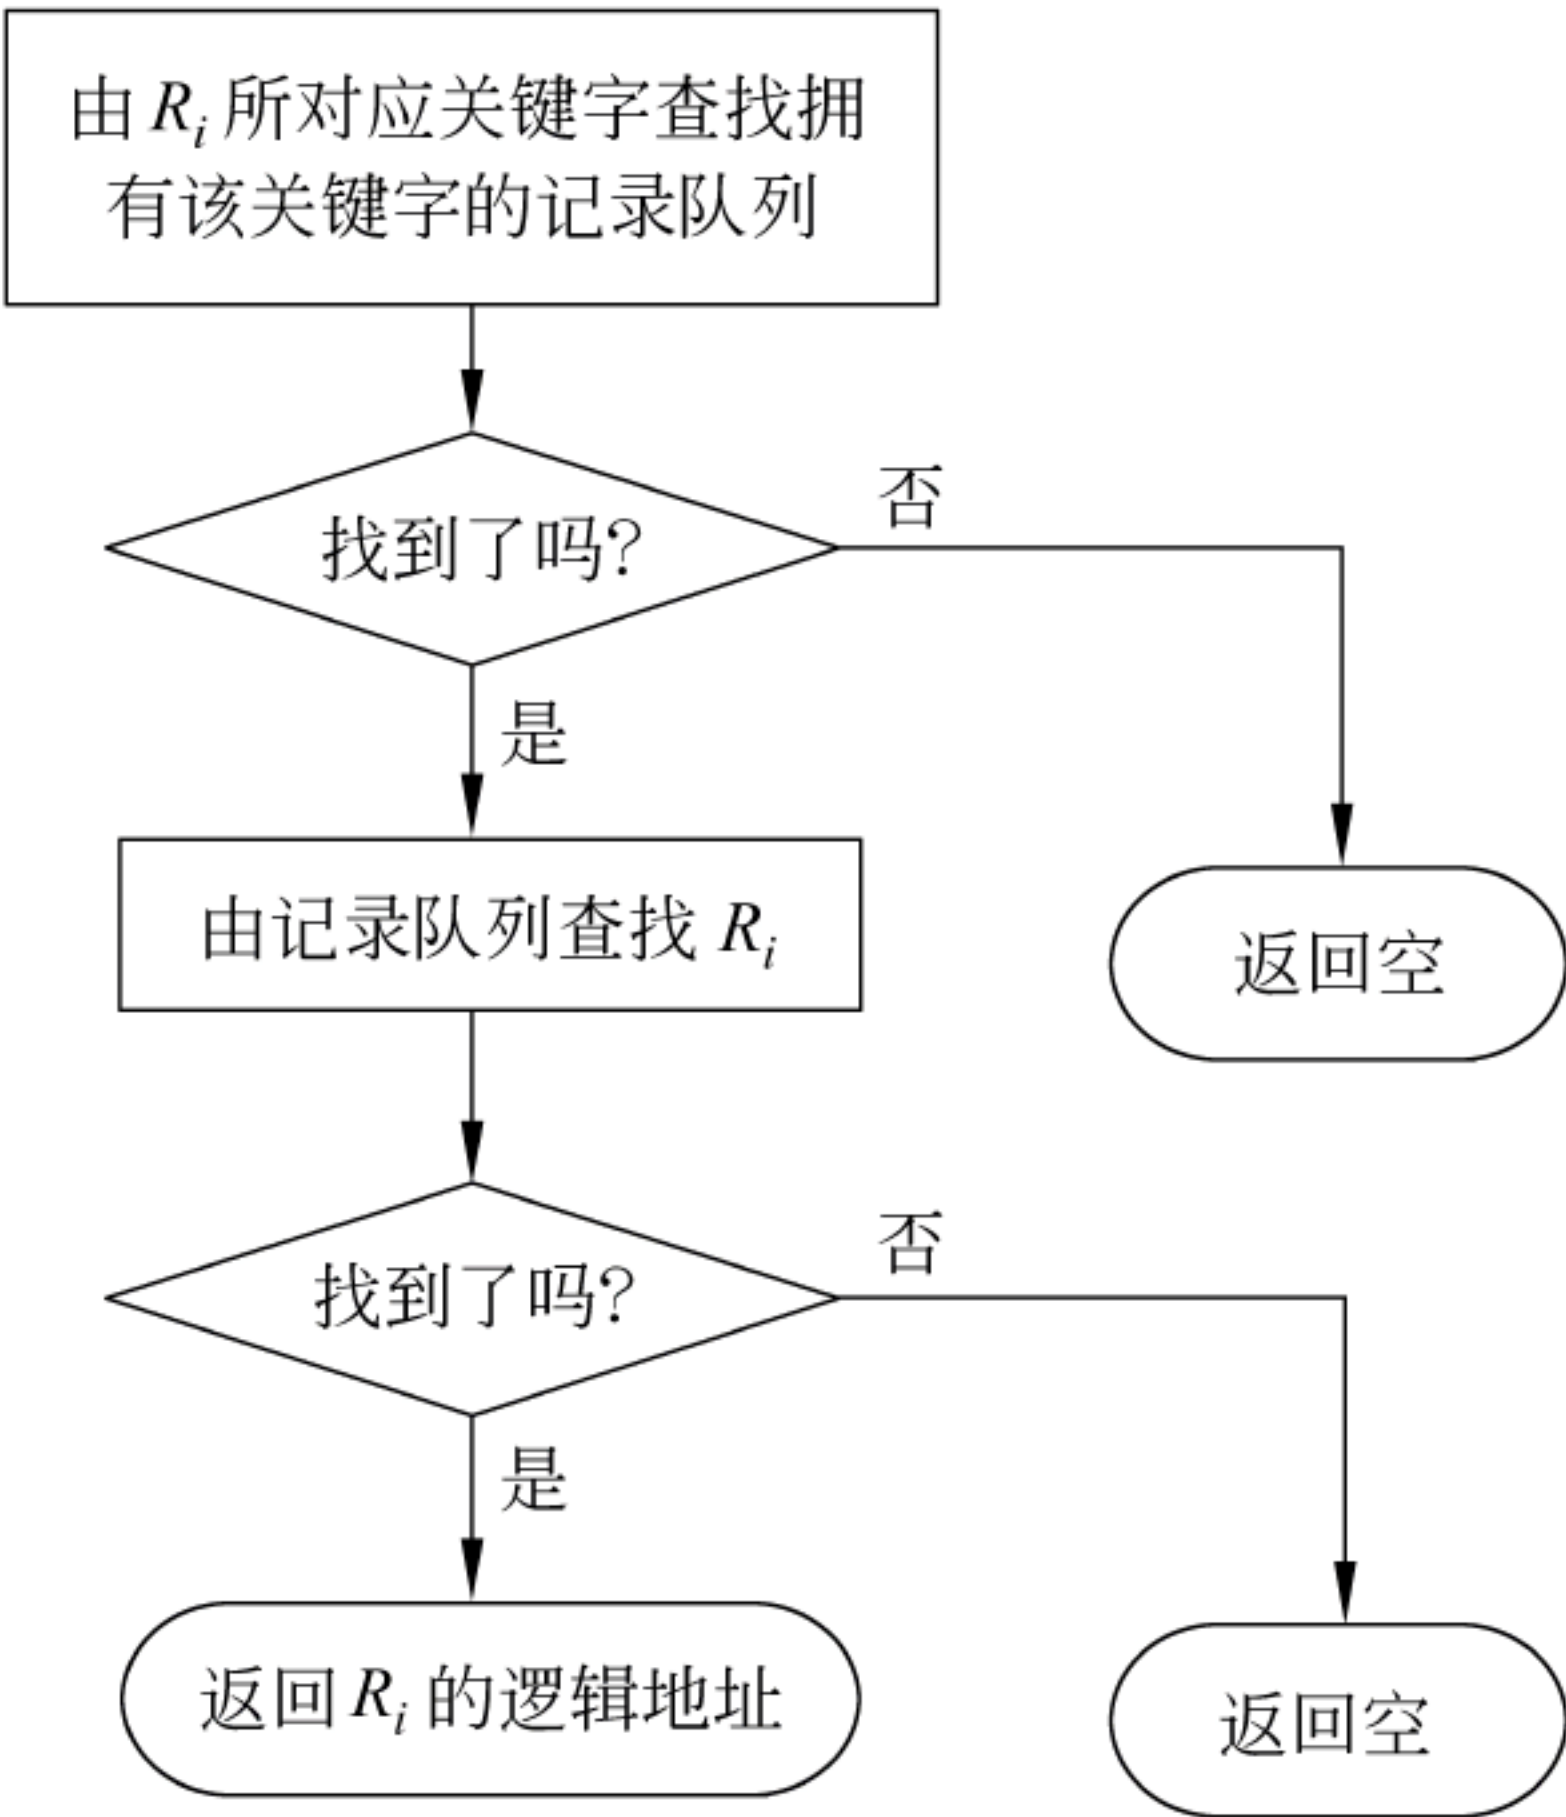 由 Ri 所对应关键字查找拥
有该关键字的记录队列
找到了吗?
否
是
由记录队列查找 Ri
返回空
找到了吗?
否
是
返回 Ri 的逻辑地址
返回空